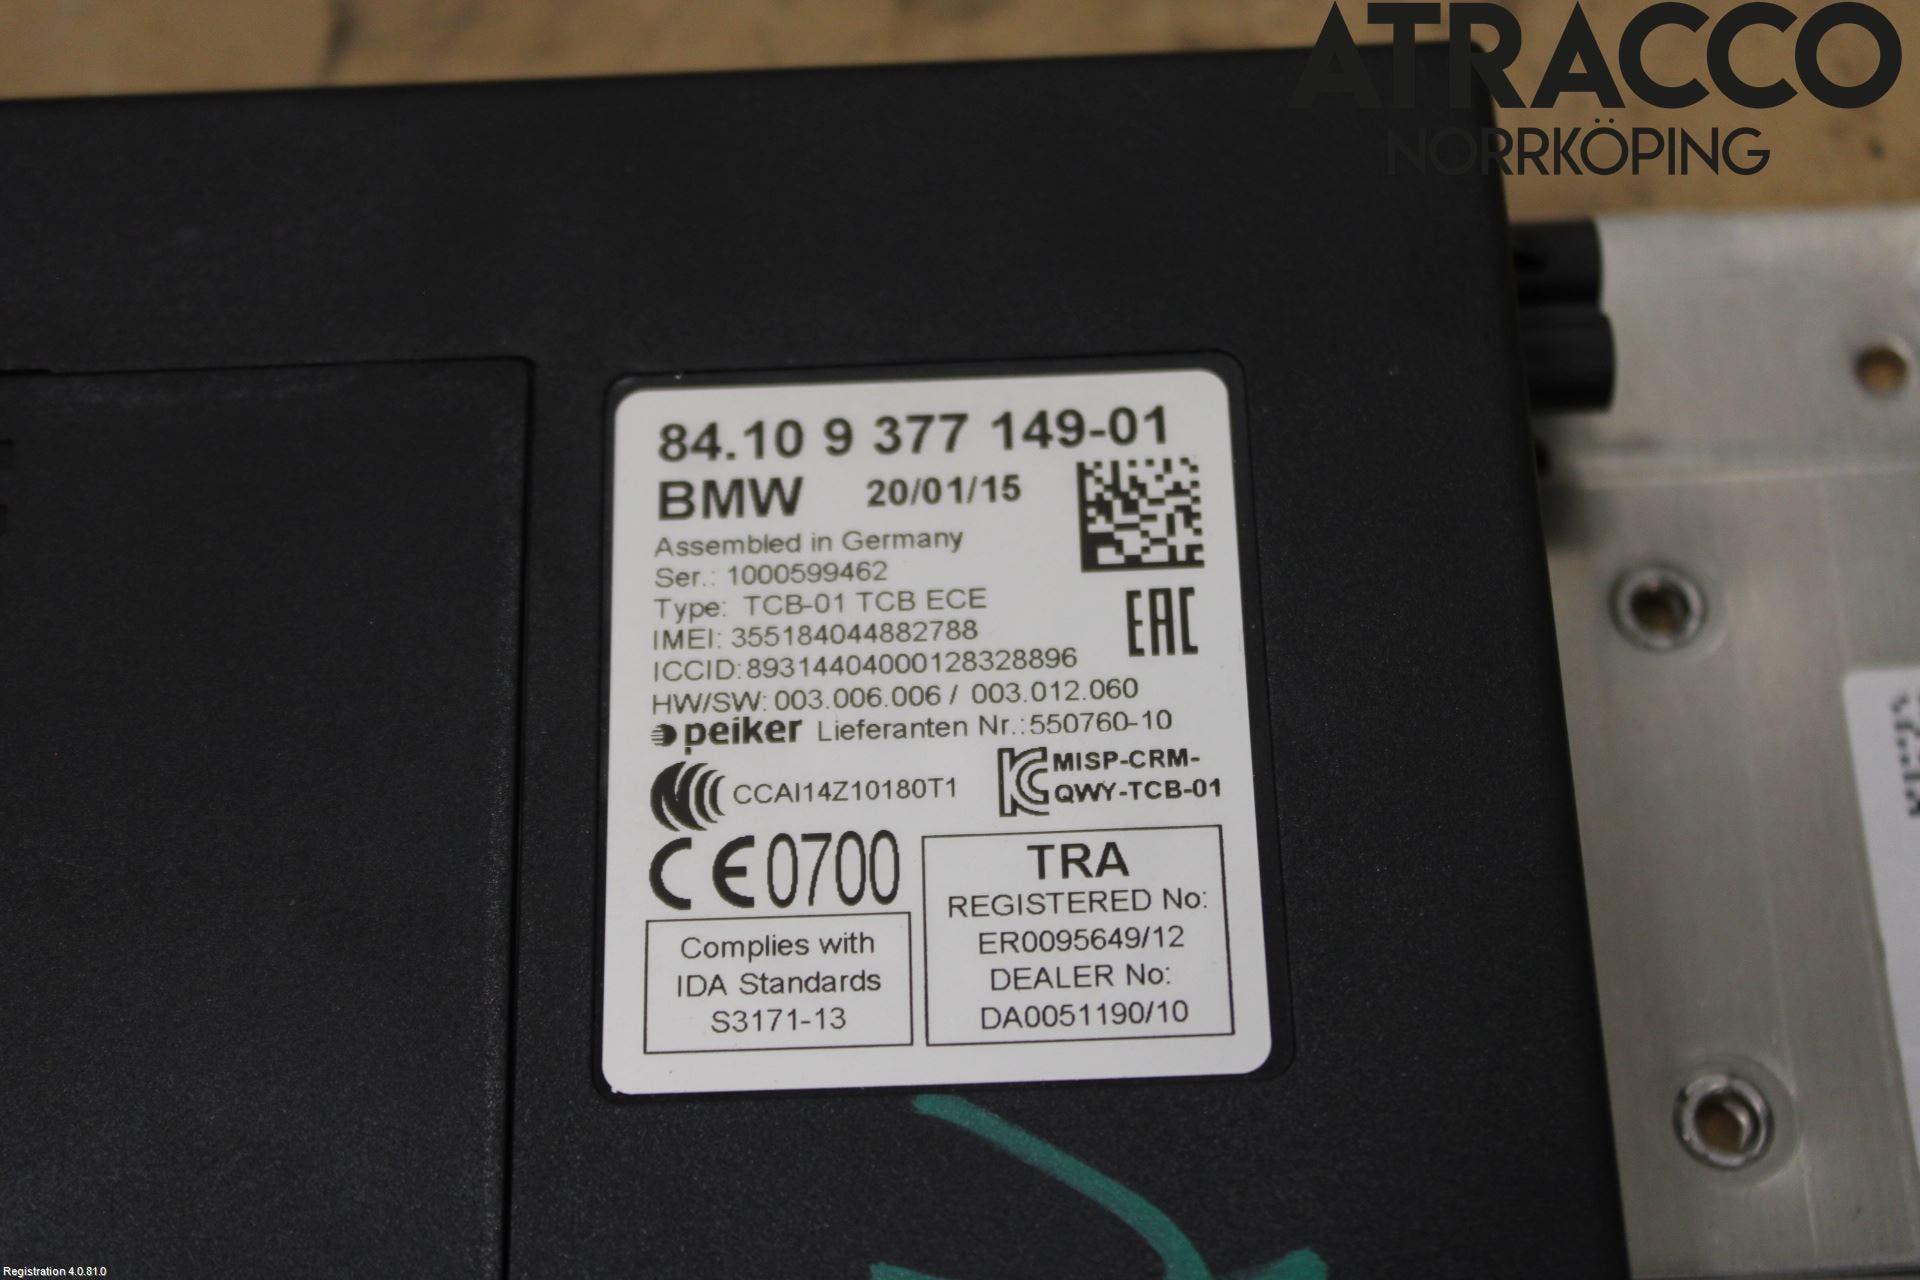 ATRACCO
NORRKÖPING
84.10 9 377 149-01
BMW 20/01/15
Assembled in Germany
Ser.: 1000599462
Type: TCB-01 TCB ECE
IMEI: 355184044882788
EAC
ICCID:89314404000128328896
HW/SW: 003.006.006 / 003.012.060
peiker Lieferanten Nr.:550760-10
CCAI14Z10180T1
MISP-CRM-
QWY-TCB-01
CE0700
TRA
REGISTERED No:
ER0095649/12
DEALER No:
DA0051190/10
Complies with
IDA Standards
S3171-13
Registration 4.0.81.0